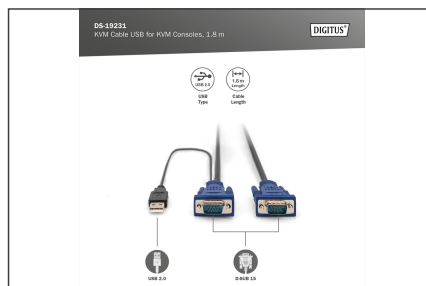 DS-19231
KVM Cable USB for KVM Consoles, 1.8 m
DIGITUS®
USB 2.0
1.8 m
Length
USB
Type
Cable
Length
USB 2.0
D-SUB 15